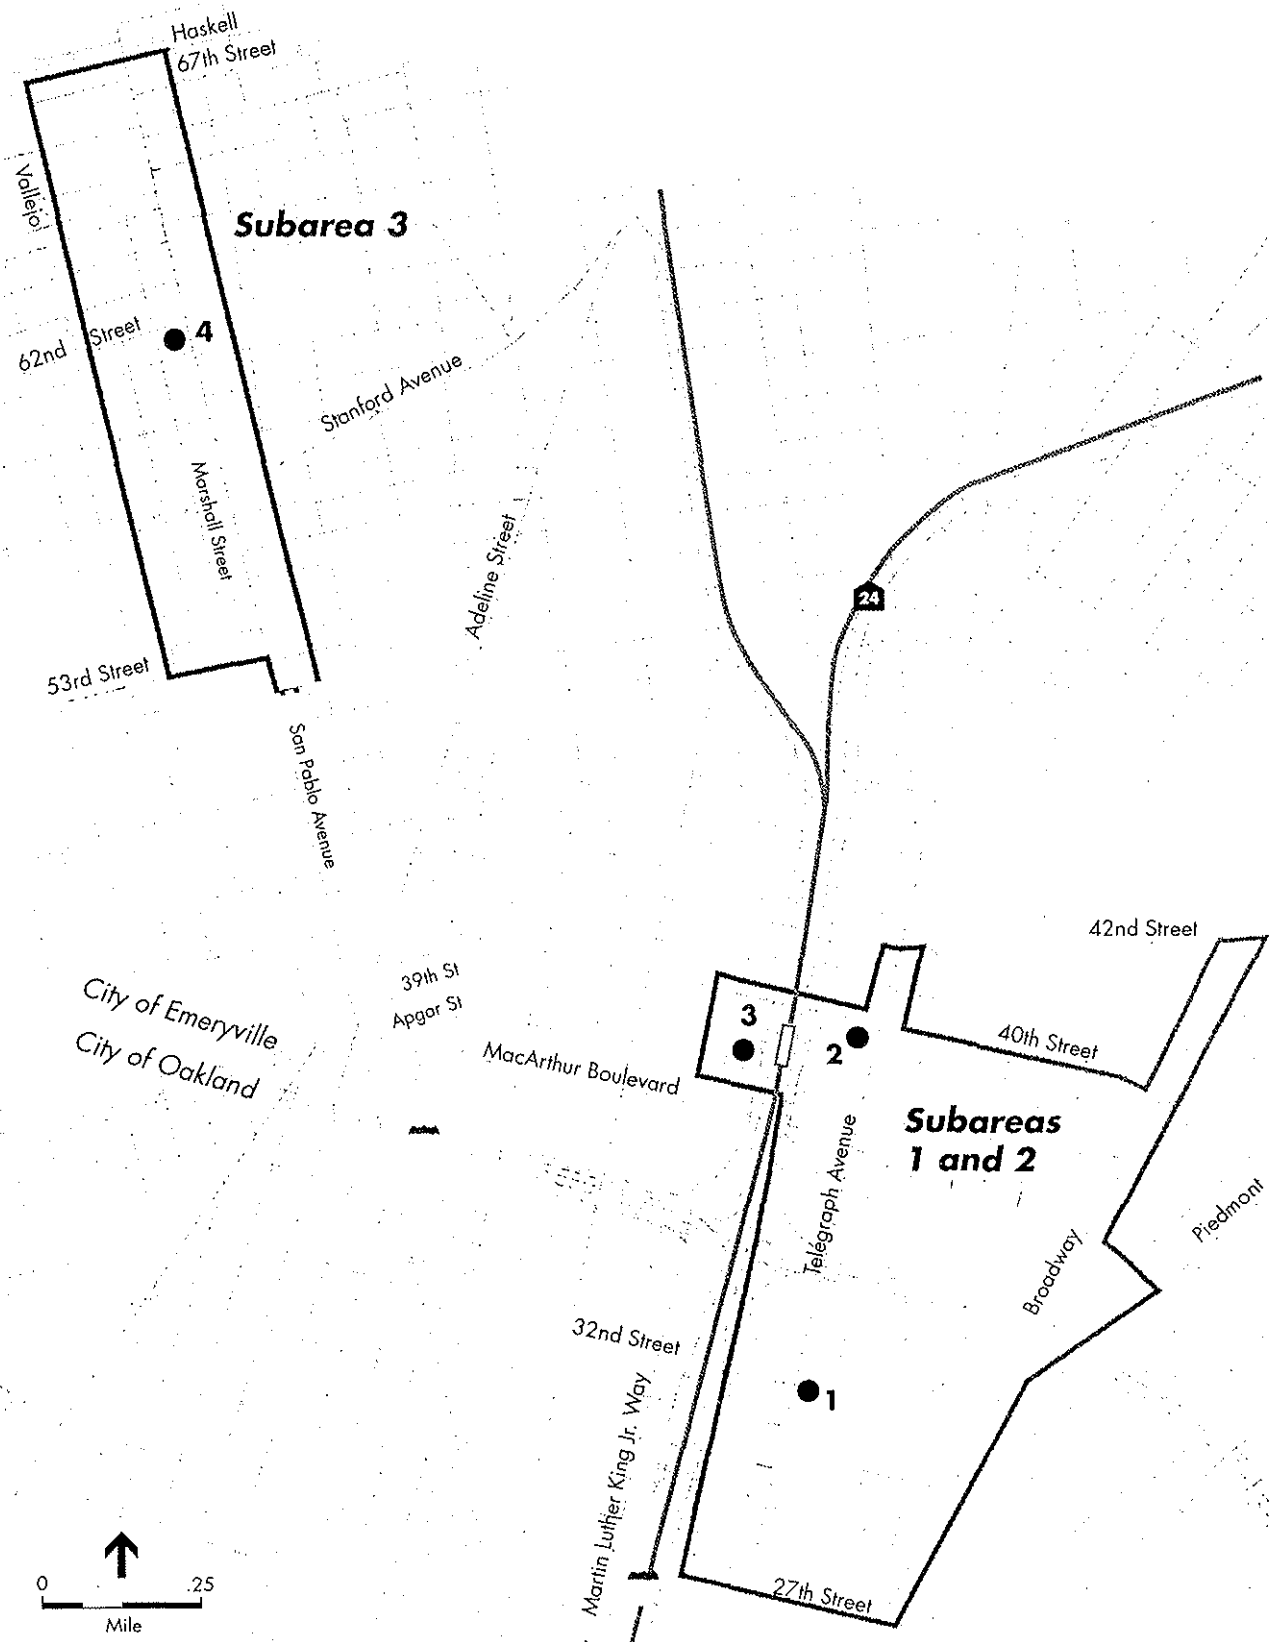 Haskell
67th Street
Vallejo
Subarea 3
62nd Street
4
Stanford Avenue
Marshall Street
Adeline Street
24
53rd Street
San Pablo Avenue
42nd Street
39th St
City of Emeryville
Apgar St
3
2
40th Street
City of Oakland
MacArthur Boulevard
Subareas
1 and 2
Telegraph Avenue
Piedmont
Broadway
32nd Street
1
Martin Luther King Jr. Way
0 .25
Mile
27th Street